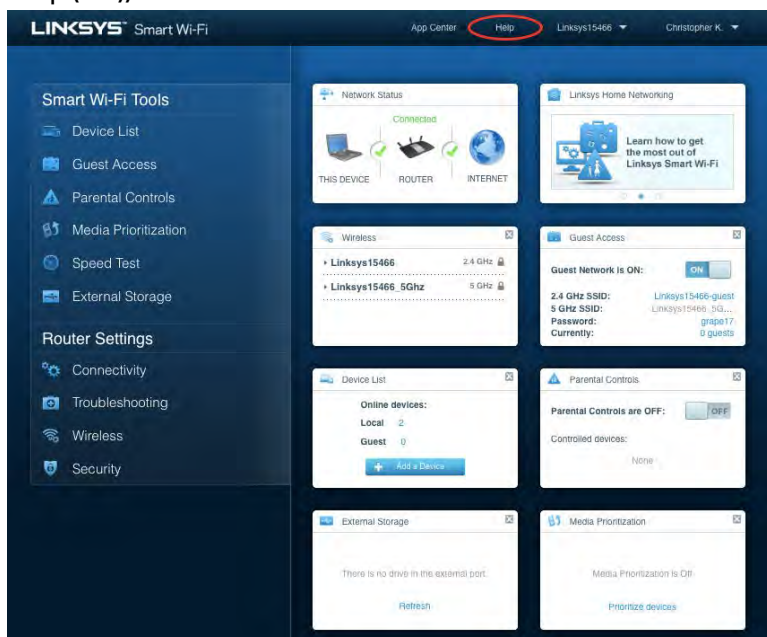 LINKSYS Smart Wi-Fi
App Center
Help
Linksys15466
Christopher K.
Smart Wi-Fi Tools
Device List
Guest Access
Parental Controls
Media Prioritization
Speed Test
External Storage
Router Settings
Connectivity
Troubleshooting
Wireless
Security
Network Status
Connected
THIS DEVICE
ROUTER
INTERNET
Linksys Home Networking
Learn how to get
the most out of
Linksys Smart Wi-Fi
Wireless
Linksys15466 2.4 GHz
Linksys15466_5Ghz 5 GHz
Guest Access
Guest Network is ON: ON
2.4 GHz SSID: Linksys15466-guest
5 GHz SSID: Linksys15466_5G...
Password: grape17
Currently: 0 guests
Device List
Online devices:
Local 2
Guest 0
Add a Device
Parental Controls
Parental Controls are OFF: OFF
Controlled devices:
None
External Storage
There is no drive in the external port.
Refresh
Media Prioritization
Media Prioritization is Off
Prioritize devices